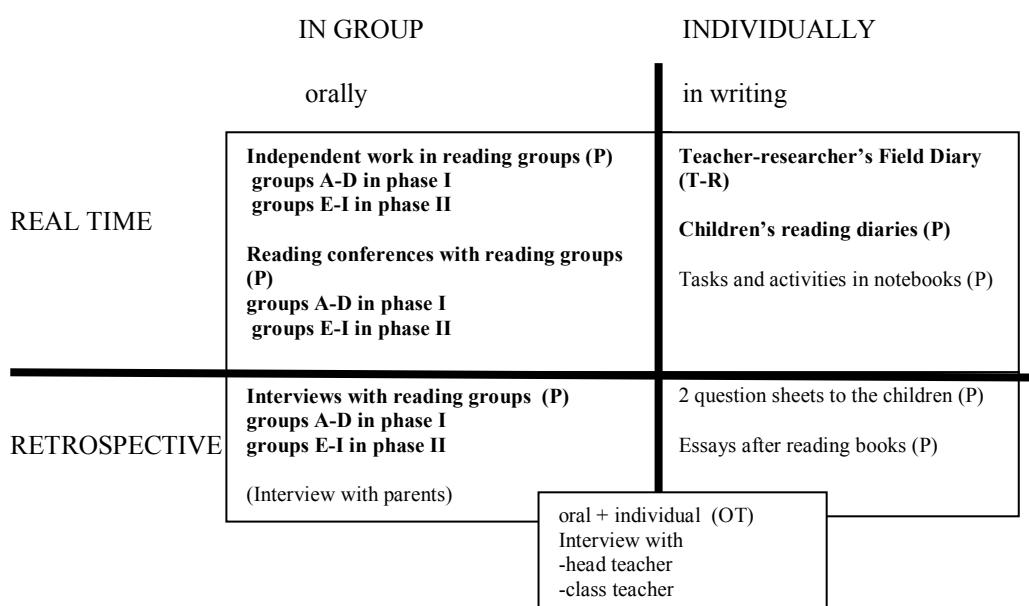 IN GROUP
INDIVIDUALLY
orally
in writing
REAL TIME
Independent work in reading groups (P)
groups A-D in phase I
groups E-I in phase II
Reading conferences with reading groups
(P)
groups A-D in phase I
groups E-I in phase II
Teacher-researcher's Field Diary
(T-R)
Children's reading diaries (P)
Tasks and activities in notebooks (P)
RETROSPECTIVE
Interviews with reading groups (P)
groups A-D in phase I
groups E-I in phase II
(Interview with parents)
2 question sheets to the children (P)
Essays after reading books (P)
oral + individual (OT)
Interview with
-head teacher
-class teacher